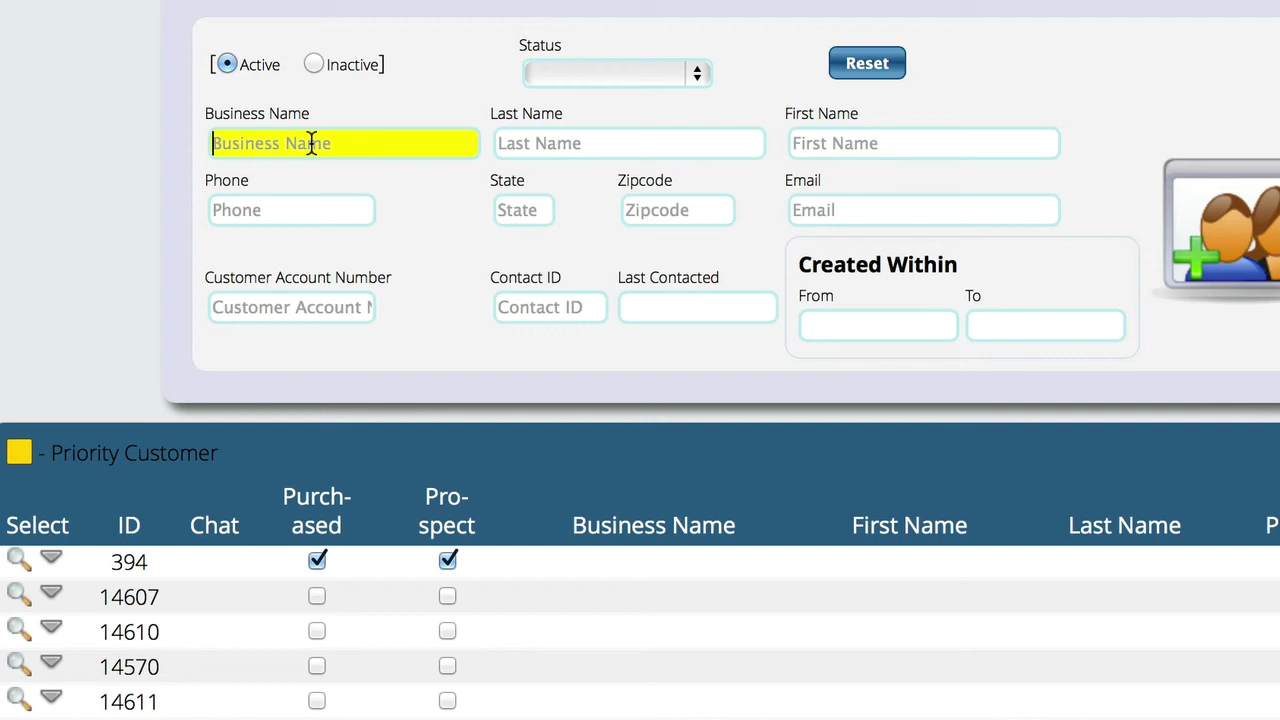 [ Active Inactive]
Status
Reset
Business Name Last Name First Name
Business Name Last Name First Name
Phone State Zipcode Email
Phone State Zipcode Email
Created Within
Customer Account Number Contact ID Last Contacted
From To
Customer Account Contact ID
- Priority Customer
Select ID Chat Purch-
ased Pro-
spect Business Name First Name Last Name P
394
14607
14610
14570
14611